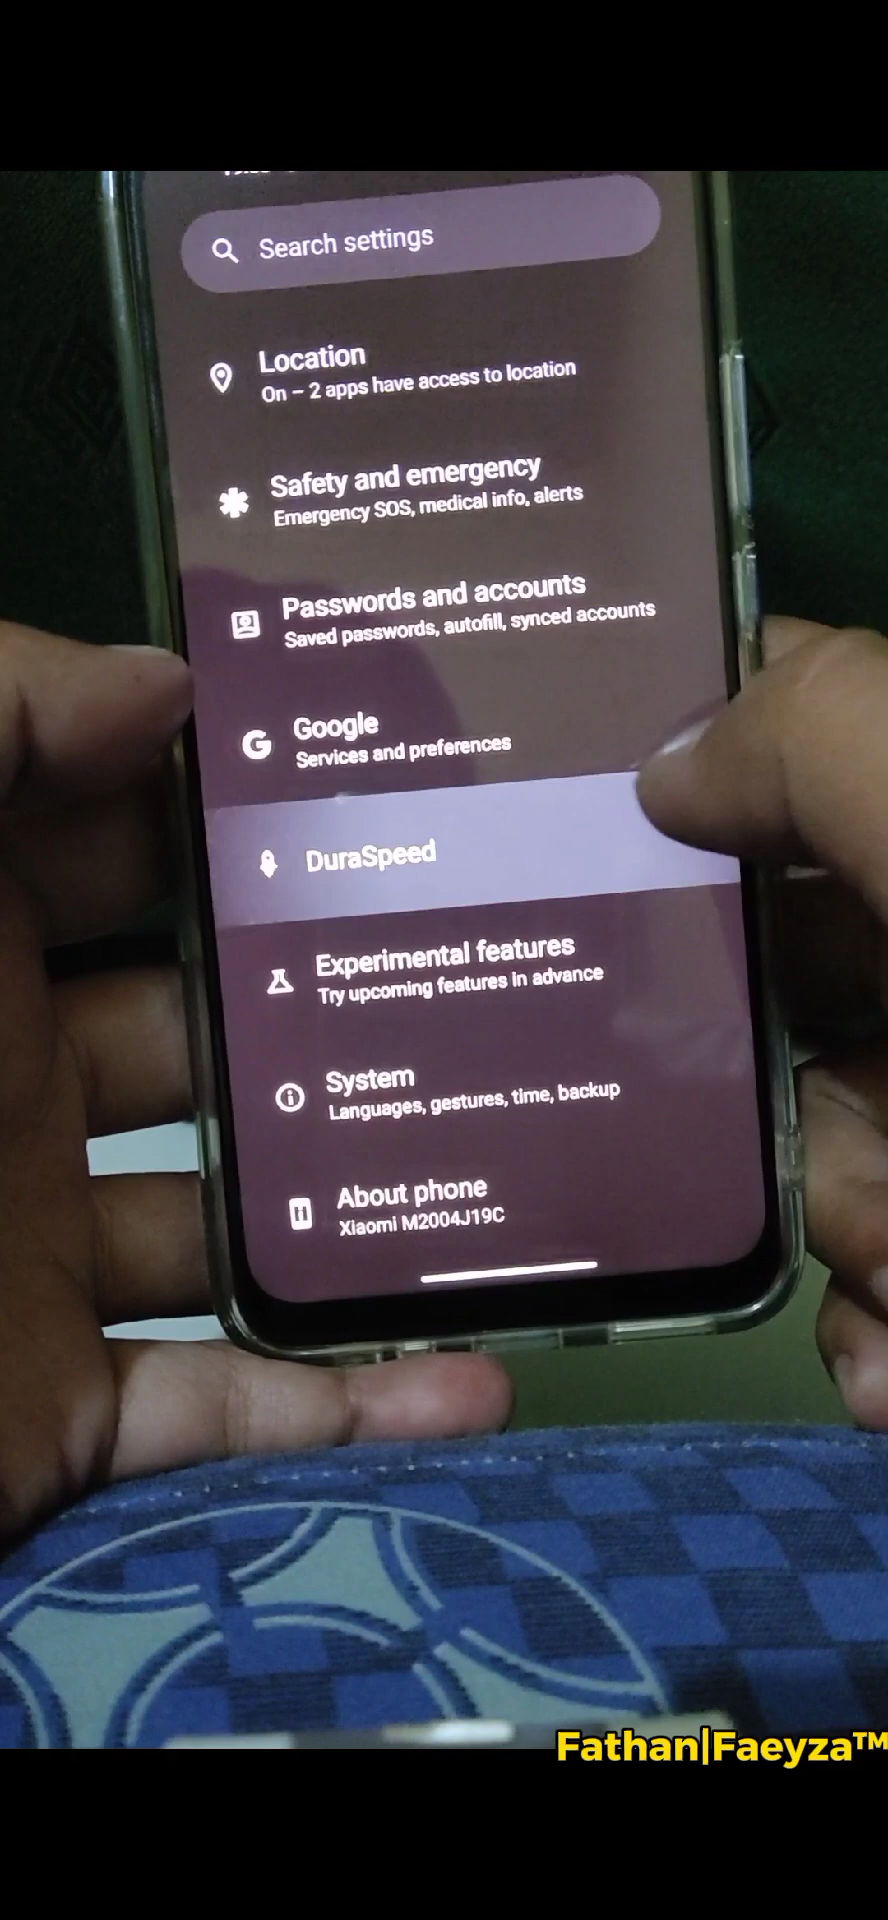 Search settings
Location
On – 2 apps have access to location
Safety and emergency
Emergency SOS, medical info, alerts
Passwords and accounts
Saved passwords, autofill, synced accounts
Google
Services and preferences
DuraSpeed
Experimental features
Try upcoming features in advance
System
Languages, gestures, time, backup
About phone
Xiaomi M2004J19C
Fathan|Faeyza™